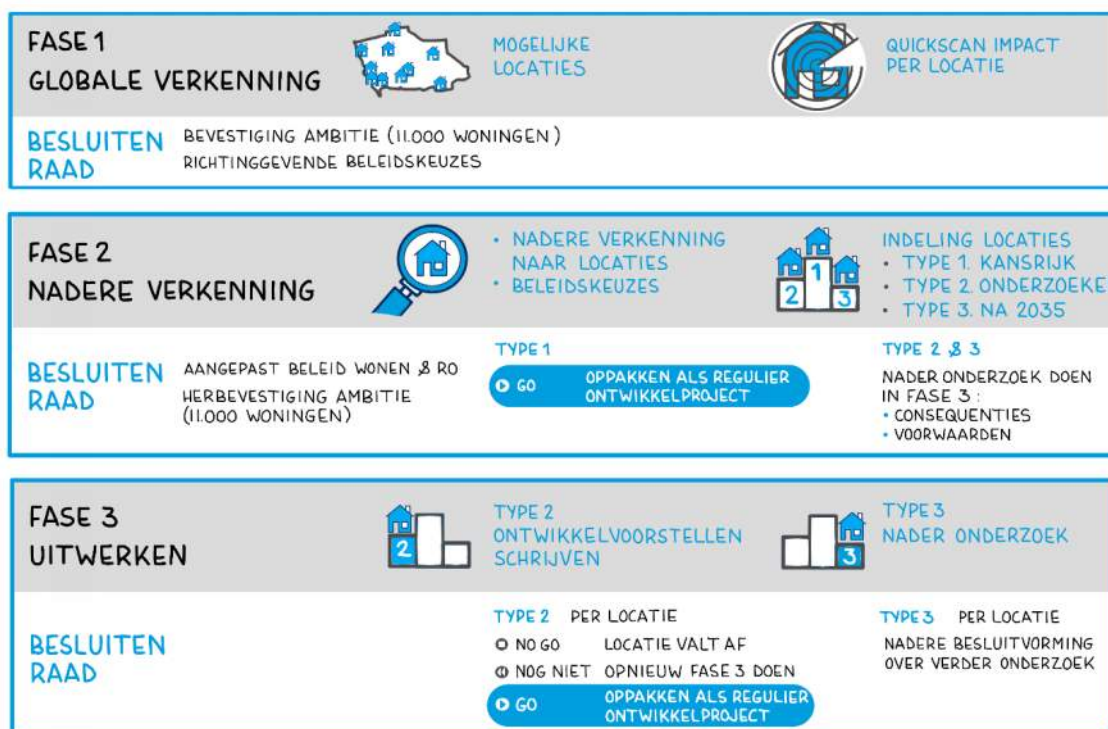 FASE 1
GLOBALE VERKENNING
MOGELIJKE
LOCATIES
QUICKSCAN IMPACT
PER LOCATIE
BESLUITEN
RAAD
BEVESTIGING AMBITIE (11.000 WONINGEN)
RICHTINGGEVENDE BELEIDSKEUZES
FASE 2
NADERE VERKENNING
• NADERE VERKENNING
NAAR LOCATIES
• BELEIDSKEUZES
1
2
3
INDELING LOCATIES
• TYPE 1. KANSRIJK
• TYPE 2. ONDERZOEKE
• TYPE 3. NA 2035
BESLUITEN
RAAD
AANGEPAST BELEID WONEN & RO
HERBEVESTIGING AMBITIE
(11.000 WONINGEN)
TYPE 1
GO OPPAKKEN ALS REGULIER
ONTWIKKELPROJECT
TYPE 2 & 3
NADER ONDERZOEK DOEN
IN FASE 3:
• CONSEQUENTIES
• VOORWAARDEN
FASE 3
UITWERKEN
2
TYPE 2
ONTWIKKELVOORSTELLEN
SCHRIJVEN
3
TYPE 3
NADER ONDERZOEK
BESLUITEN
RAAD
TYPE 2 PER LOCATIE
NO GO LOCATIE VALT AF
NOG NIET OPNIEUW FASE 3 DOEN
GO OPPAKKEN ALS REGULIER
ONTWIKKELPROJECT
TYPE 3 PER LOCATIE
NADERE BESLUITVORMING
OVER VERDER ONDERZOEK